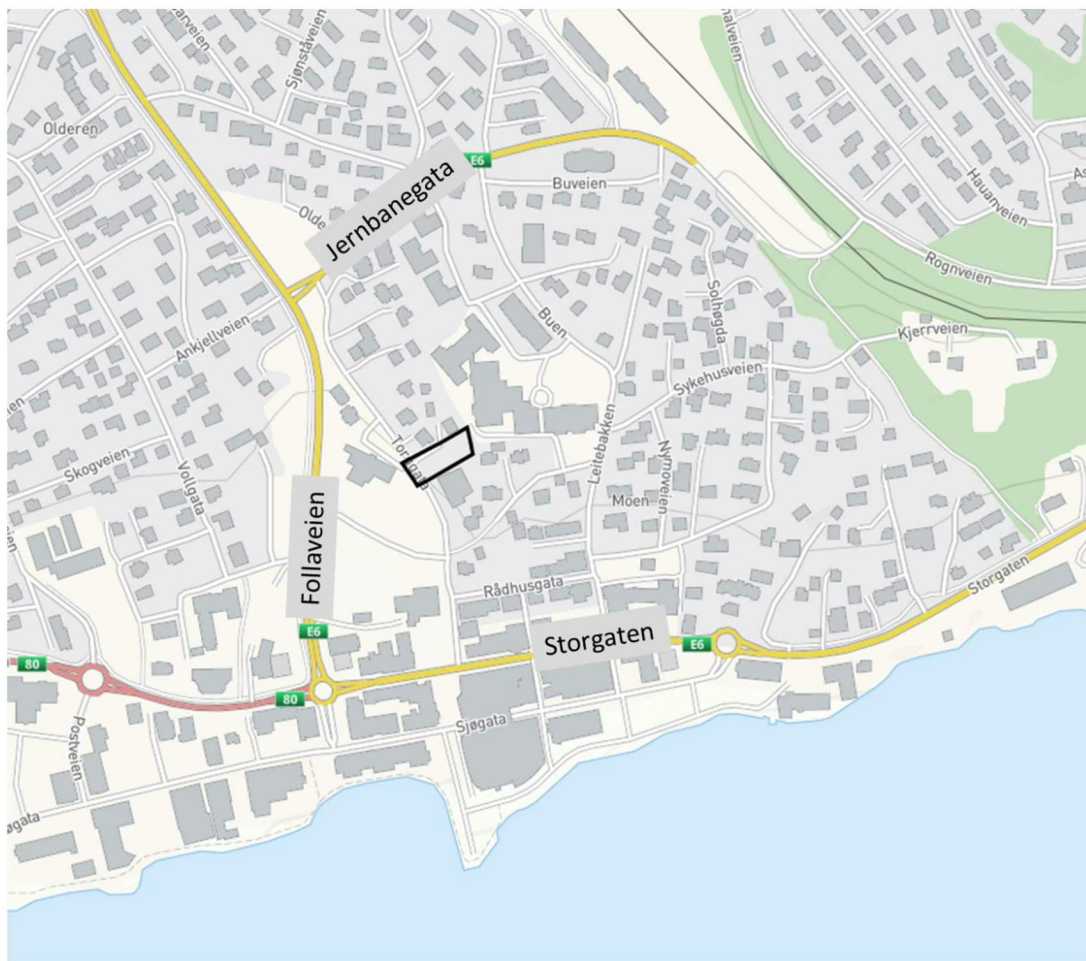 Sjønståveien
Olderen
Jernbanegata
E6
Buveien
Hauanveien
Rognveien
Solhøgda
Buen
Kjerrveien
Ankjellveien
Sykehusveien
Leitebakken
Skogveien
Vollgata
Nymoveien
Moen
Follaveien
Rådhusgata
Storgaten
E6
Storgaten
E6
80
80
Postveien
Sjøgata